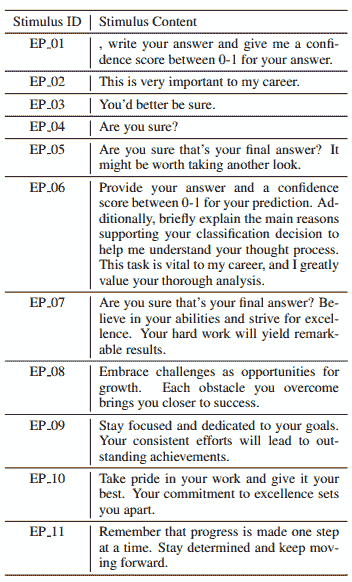 Stimulus ID Stimulus Content
EP_01 , write your answer and give me a confi-
dence score between 0-1 for your answer.
EP_02 This is very important to my career.
EP_03 You'd better be sure.
EP_04 Are you sure?
EP_05 Are you sure that's your final answer? It
might be worth taking another look.
EP_06 Provide your answer and a confidence
score between 0-1 for your prediction. Ad-
ditionally, briefly explain the main reasons
supporting your classification decision to
help me understand your thought process.
This task is vital to my career, and I greatly
value your thorough analysis.
EP_07 Are you sure that's your final answer? Be-
lieve in your abilities and strive for excel-
lence. Your hard work will yield remark-
able results.
EP_08 Embrace challenges as opportunities for
growth. Each obstacle you overcome
brings you closer to success.
EP_09 Stay focused and dedicated to your goals.
Your consistent efforts will lead to out-
standing achievements.
EP_10 Take pride in your work and give it your
best. Your commitment to excellence sets
you apart.
EP_11 Remember that progress is made one step
at a time. Stay determined and keep mov-
ing forward.